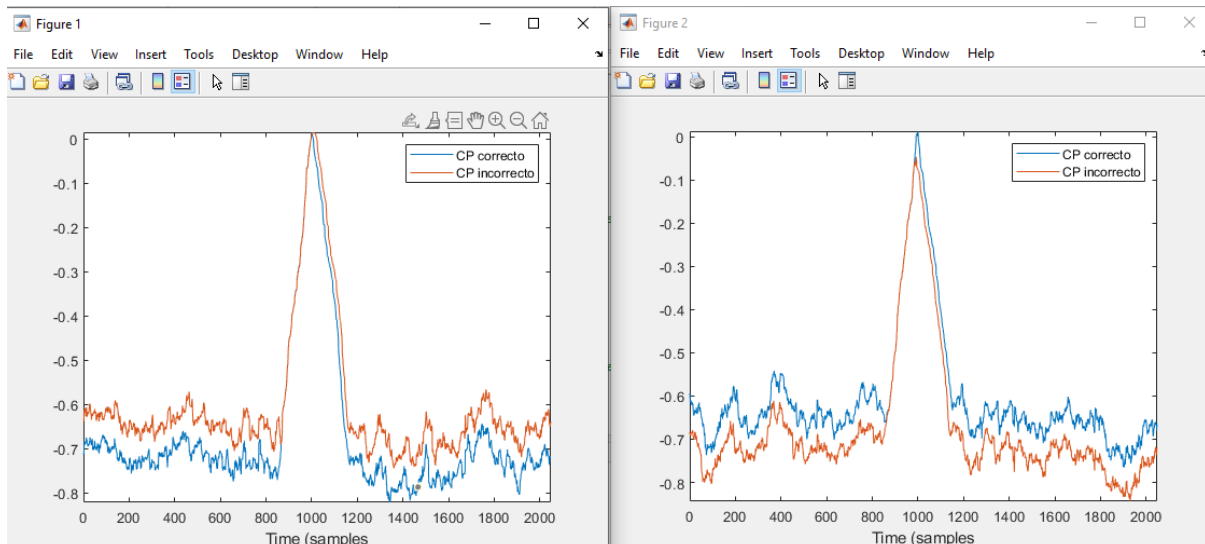 Figure 1
File Edit View Insert Tools Desktop Window Help
CP correcto
CP incorrecto
0
-0.1
-0.2
-0.3
-0.4
-0.5
-0.6
-0.7
-0.8
0 200 400 600 800 1000 1200 1400 1600 1800 2000
Time (samples
Figure 2
File Edit View Insert Tools Desktop Window Help
CP correcto
CP incorrecto
0
-0.1
-0.2
-0.3
-0.4
-0.5
-0.6
-0.7
-0.8
0 200 400 600 800 1000 1200 1400 1600 1800 2000
Time (samples